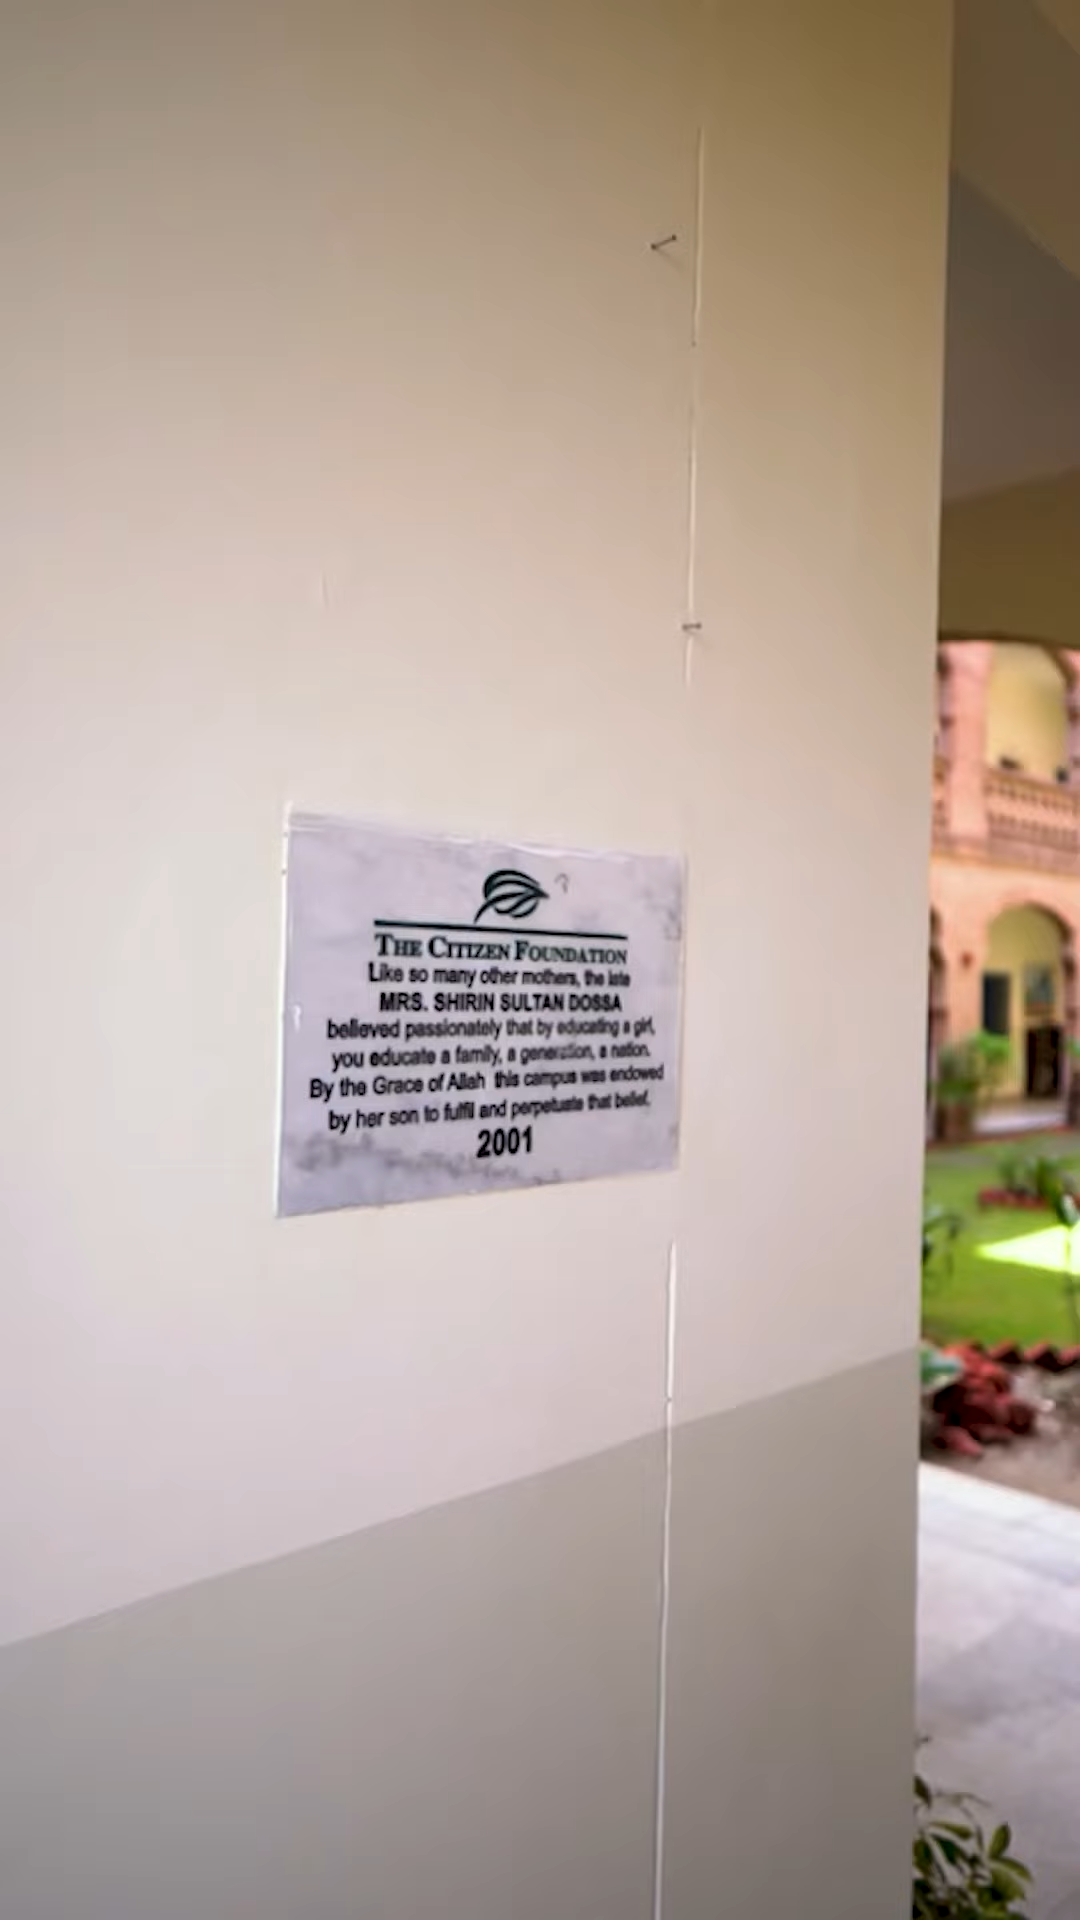 THE CITIZEN FOUNDATION
Like so many other mothers, the late
MRS. SHIRIN SULTAN DOSSA
believed passionately that by educating a girl,
you educate a family, a generation, a nation.
By the Grace of Allah this campus was endowed
by her son to fulfil and perpetuate that belief.
2001